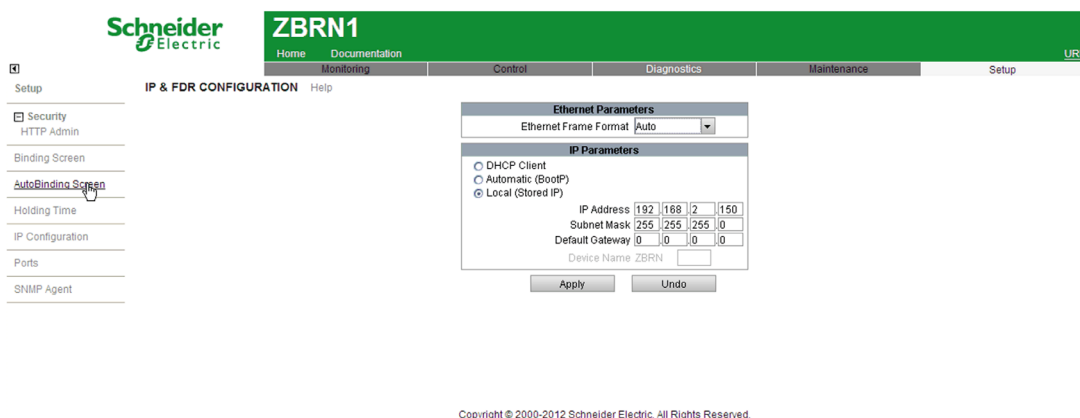 Schneider Electric
ZBRN1
Home Documentation
Monitoring Control Diagnostics Maintenance Setup
Setup
IP & FDR CONFIGURATION Help
Security
HTTP Admin
Binding Screen
AutoBinding Screen
Holding Time
IP Configuration
Ports
SNMP Agent
Ethernet Parameters
Ethernet Frame Format Auto
IP Parameters
DHCP Client
Automatic (BootP)
Local (Stored IP)
IP Address 192 .168 .2 .150
Subnet Mask 255 .255 .255 .0
Default Gateway 0 .0 .0 .0
Device Name ZBRN
Apply Undo
Copyright © 2000-2012 Schneider Electric. All Rights Reserved.